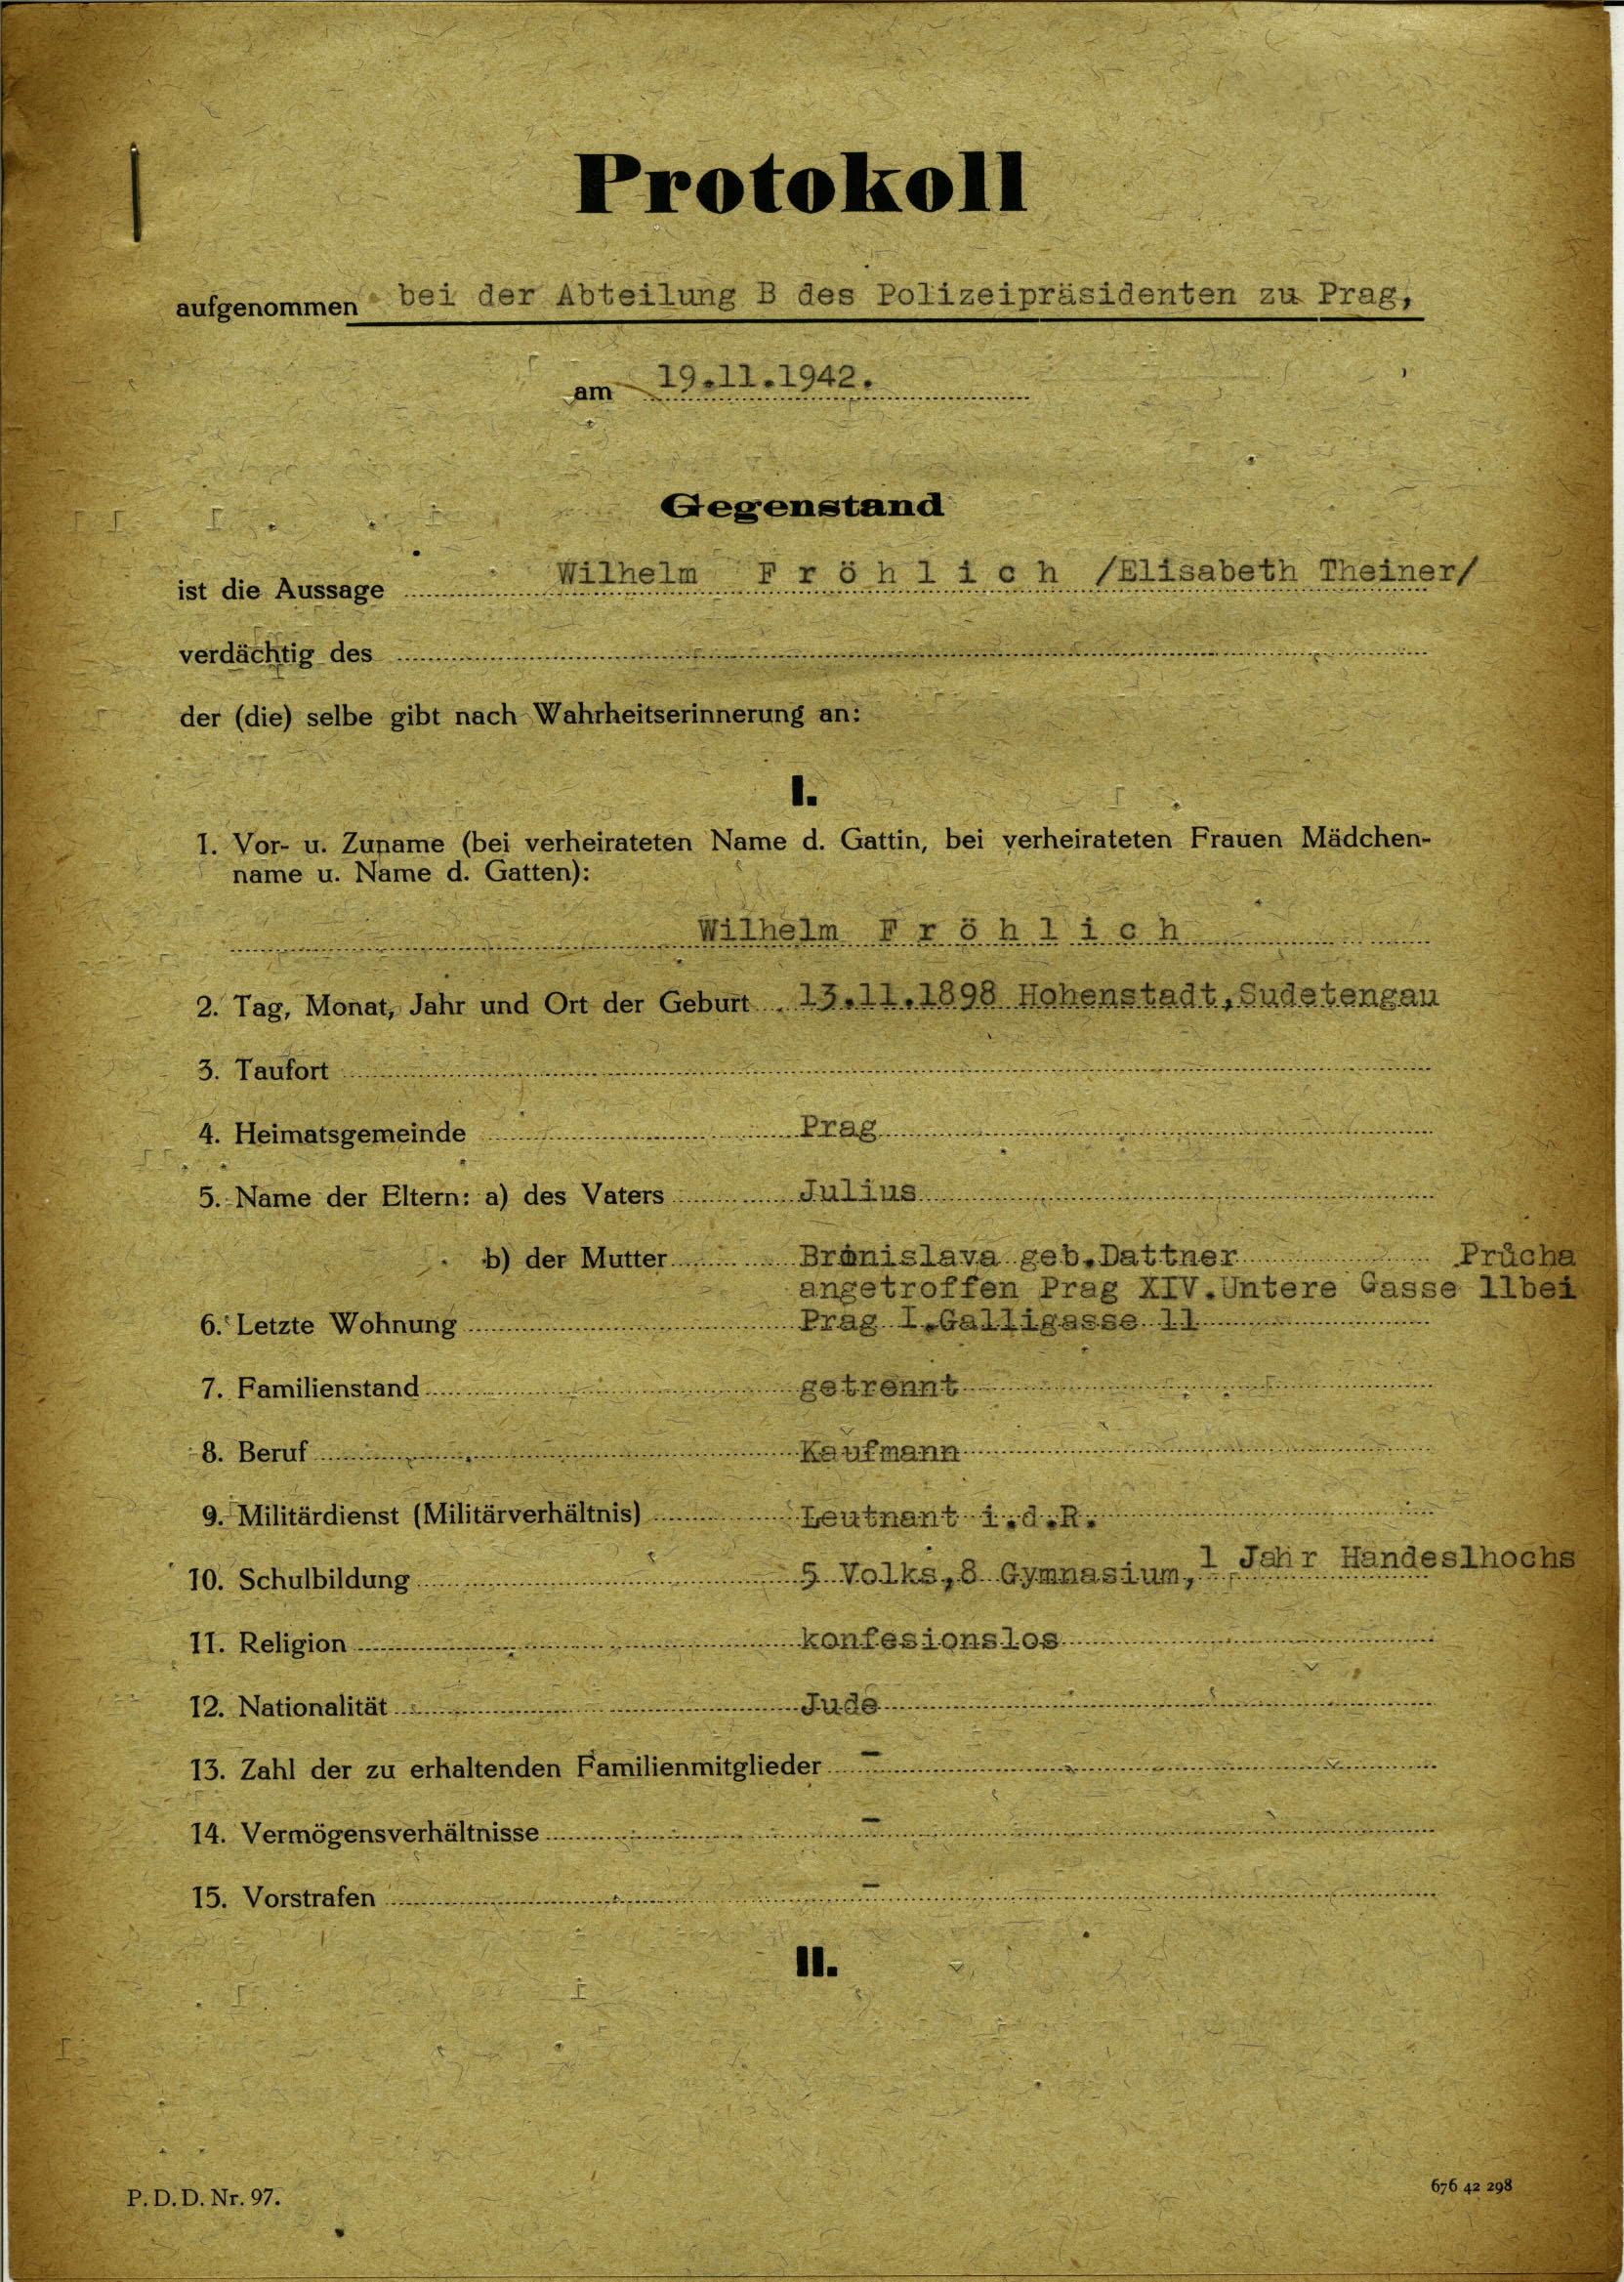 Protokoll
aufgenommen bei der Abteilung B des Polizeipräsidenten zu Prag,
am 19.11.1942.
Gegenstand
ist die Aussage Wilhelm F r ö h l i c h /Elisabeth Theiner/
verdächtig des
der (die) selbe gibt nach Wahrheitserinnerung an:
I.
1. Vor- u. Zuname (bei verheirateten Name d. Gattin, bei verheirateten Frauen Mädchen-
name u. Name d. Gatten):
Wilhelm F r ö h l i c h
2. Tag, Monat, Jahr und Ort der Geburt 13.11.1898 Hohenstadt,Sudetengau
3. Taufort
4. Heimatsgemeinde Prag
5. Name der Eltern: a) des Vaters Julius
b) der Mutter Bronislava geb.Dattner Průcha
angetroffen Prag XIV.Untere Gasse 11bei
6. Letzte Wohnung Prag I.Galligasse 11
7. Familienstand getrennt
8. Beruf Kaufmann
9. Militärdienst (Militärverhältnis) Leutnant i.d.R.
10. Schulbildung 5 Volks,8 Gymnasium, 1 Jahr Handeslhochs
11. Religion konfesionslos
12. Nationalität Jude
13. Zahl der zu erhaltenden Familienmitglieder –
14. Vermögensverhältnisse –
15. Vorstrafen –
II.
P. D. D. Nr. 97.
676 42 298